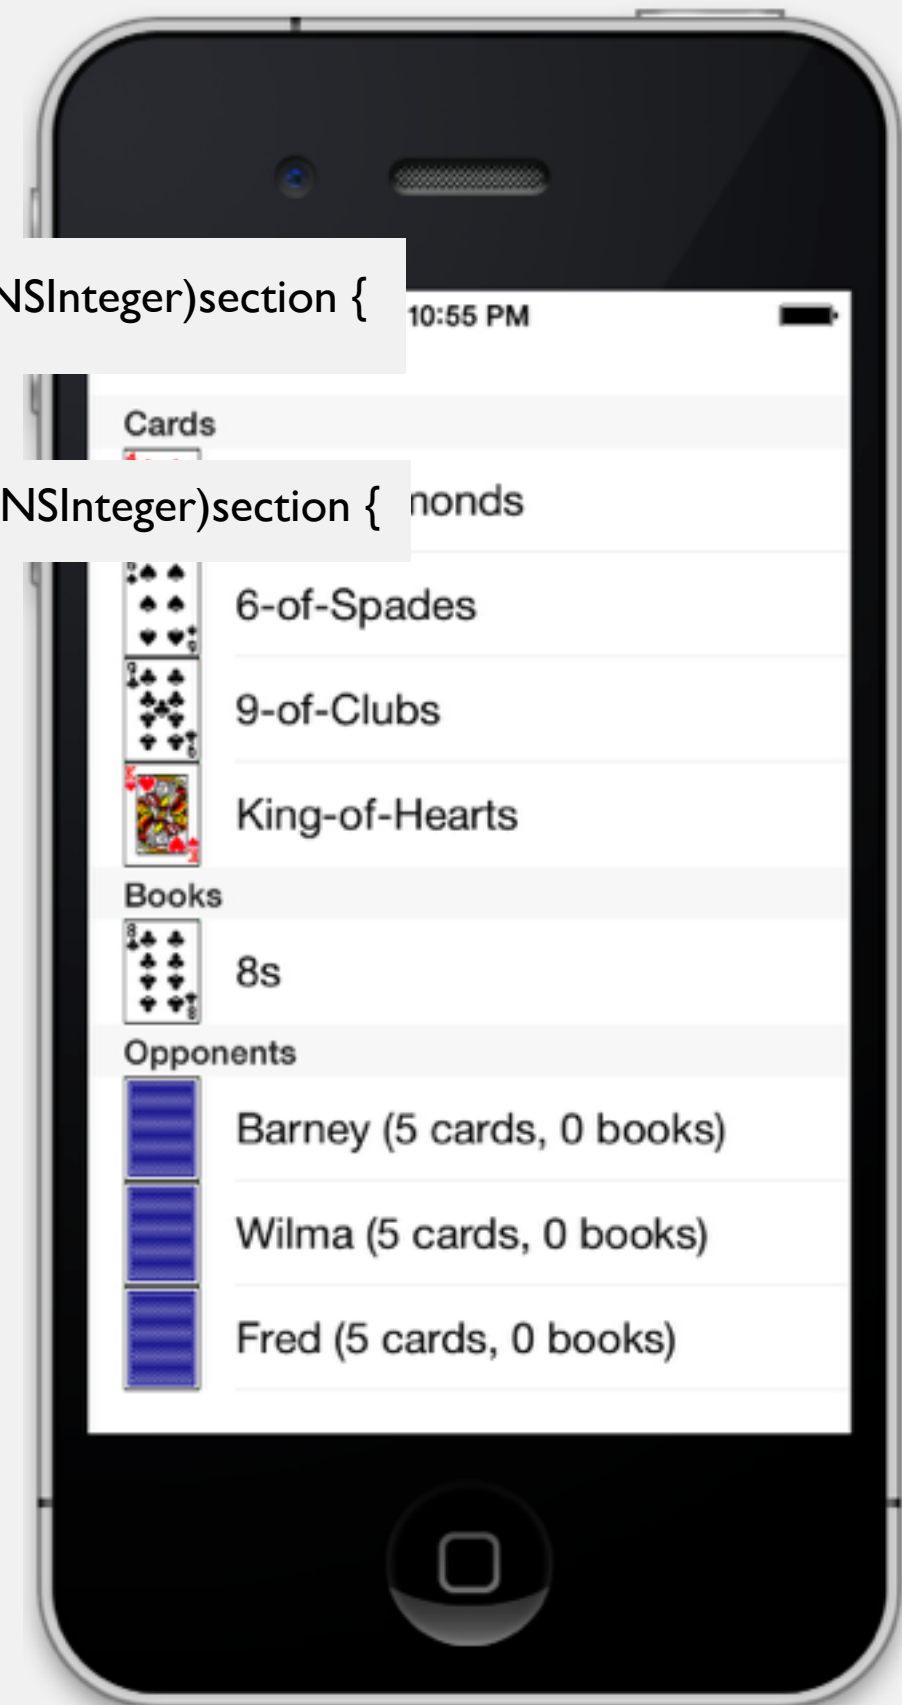 NSInteger)section {
10:55 PM
Cards
NSInteger)section {
monds
6-of-Spades
9-of-Clubs
King-of-Hearts
Books
8s
Opponents
Barney (5 cards, 0 books)
Wilma (5 cards, 0 books)
Fred (5 cards, 0 books)